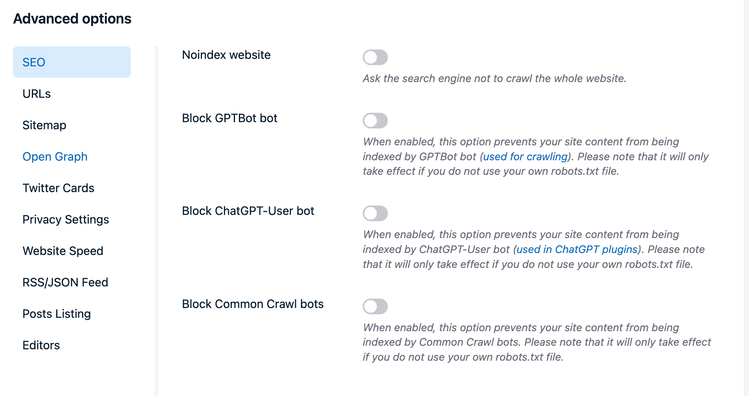 Advanced options
SEO
URLs
Sitemap
Open Graph
Twitter Cards
Privacy Settings
Website Speed
RSS/JSON Feed
Posts Listing
Editors
Noindex website
Ask the search engine not to crawl the whole website.
Block GPTBot bot
When enabled, this option prevents your site content from being
indexed by GPTBot bot (used for crawling). Please note that it will only
take effect if you do not use your own robots.txt file.
Block ChatGPT-User bot
When enabled, this option prevents your site content from being
indexed by ChatGPT-User bot (used in ChatGPT plugins). Please note
that it will only take effect if you do not use your own robots.txt file.
Block Common Crawl bots
When enabled, this option prevents your site content from being
indexed by Common Crawl bots. Please note that it will only take effect
if you do not use your own robots.txt file.